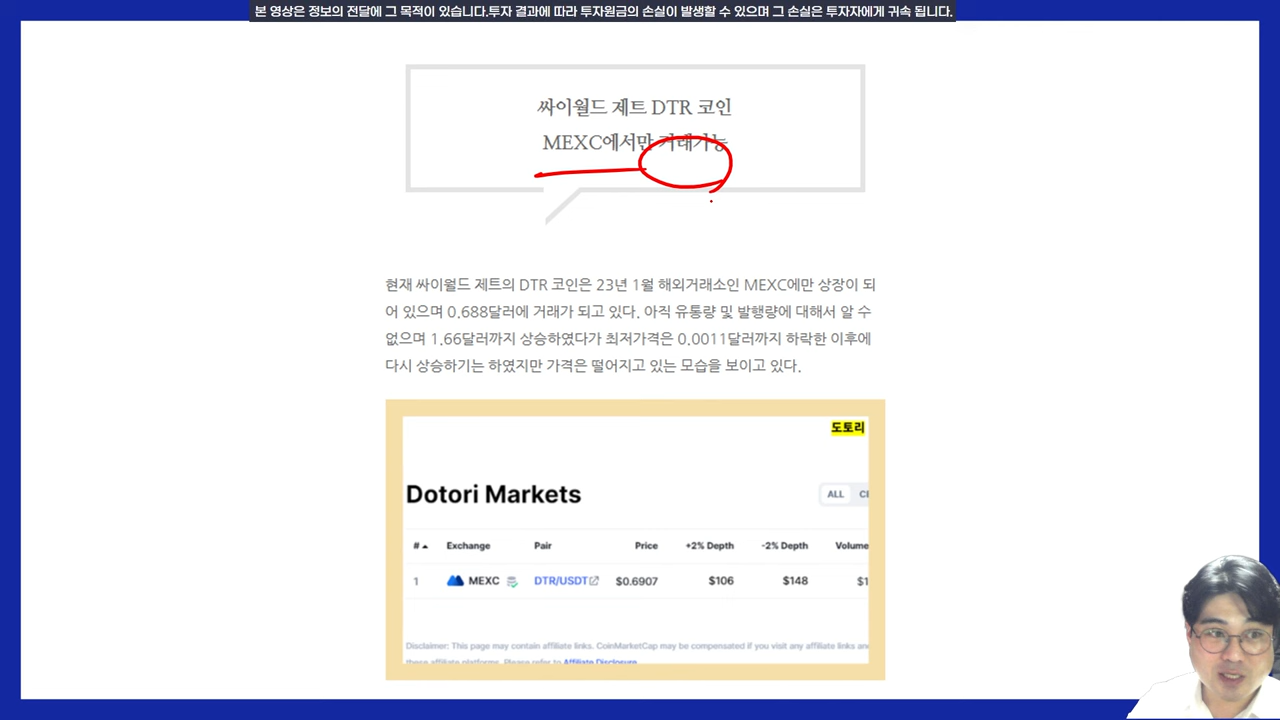 본 영상은 정보의 전달에 그 목적이 있습니다.투자 결과에 따라 투자원금의 손실이 발생할 수 있으며 그 손실은 투자자에게 귀속 됩니다.
싸이월드 제트 DTR 코인
MEXC에서만 거래가능
현재 싸이월드 제트의 DTR 코인은 23년 1월 해외거래소인 MEXC에만 상장이 되
어 있으며 0.688달러에 거래가 되고 있다. 아직 유통량 및 발행량에 대해서 알 수
없으며 1.66달러까지 상승하였다가 최저가격은 0.0011달러까지 하락한 이후에
다시 상승하기는 하였지만 가격은 떨어지고 있는 모습을 보이고 있다.
도토리
Dotori Markets
ALL
# Exchange Pair Price +2% Depth -2% Depth Volume
1 MEXC DTR/USDT $0.6907 $106 $148
Disclaimer: This page may contain affiliate links. CoinMarketCap may be compensated if you visit any affiliate links
these affiliate platforms. Please refer to Affiliate Disclosure